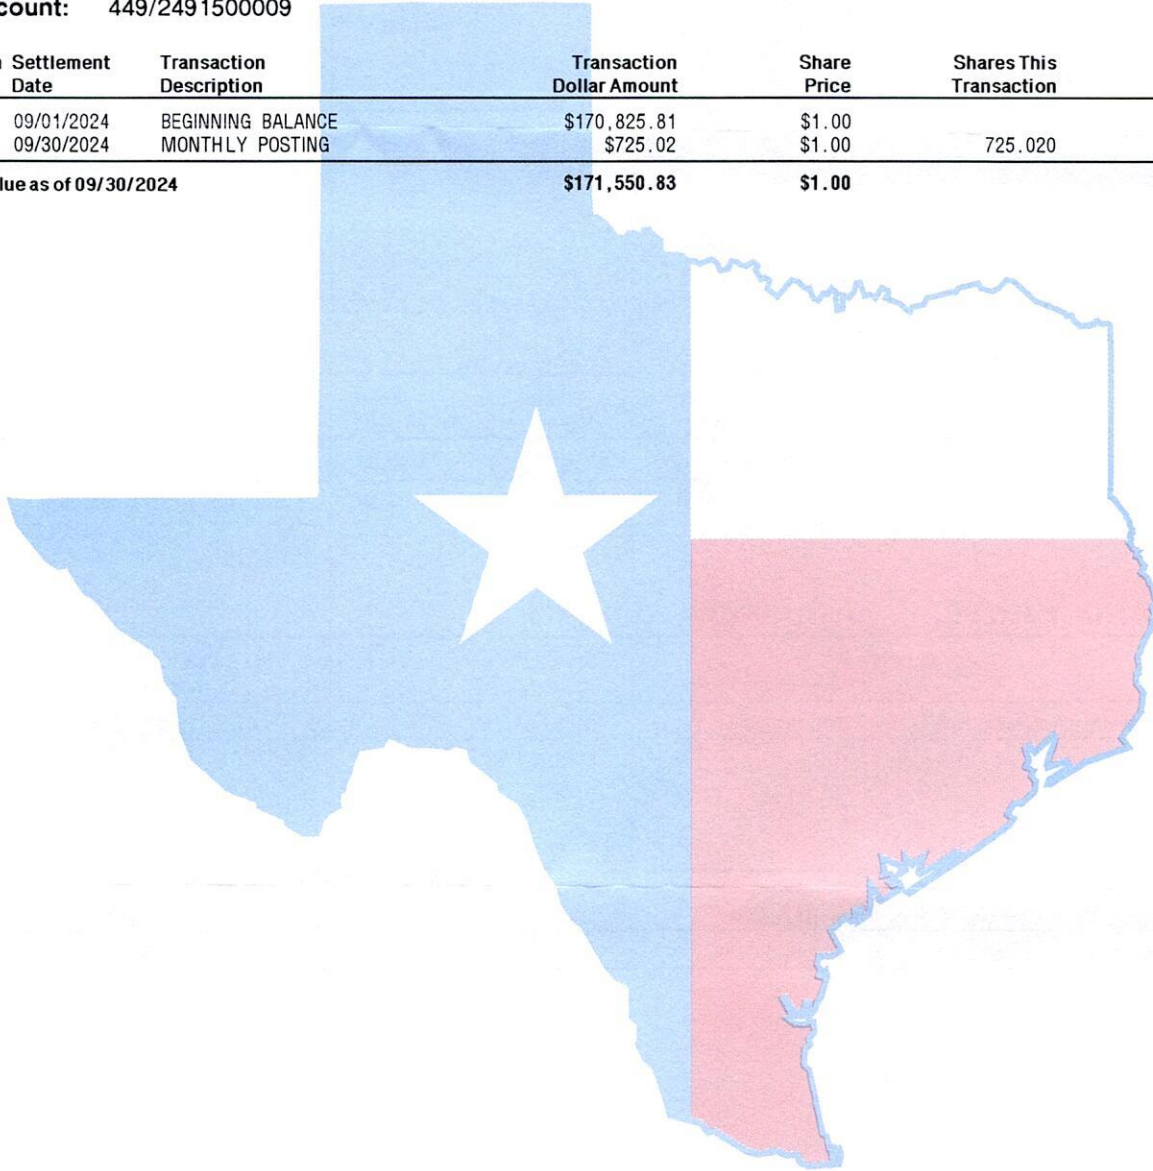 count: 449/2491500009
n Settlement Transaction Transaction Share Shares This
Date Description Dollar Amount Price Transaction
09/01/2024 BEGINNING BALANCE $170,825.81 $1.00
09/30/2024 MONTHLY POSTING $725.02 $1.00 725.020
lue as of 09/30/2024 $171,550.83 $1.00